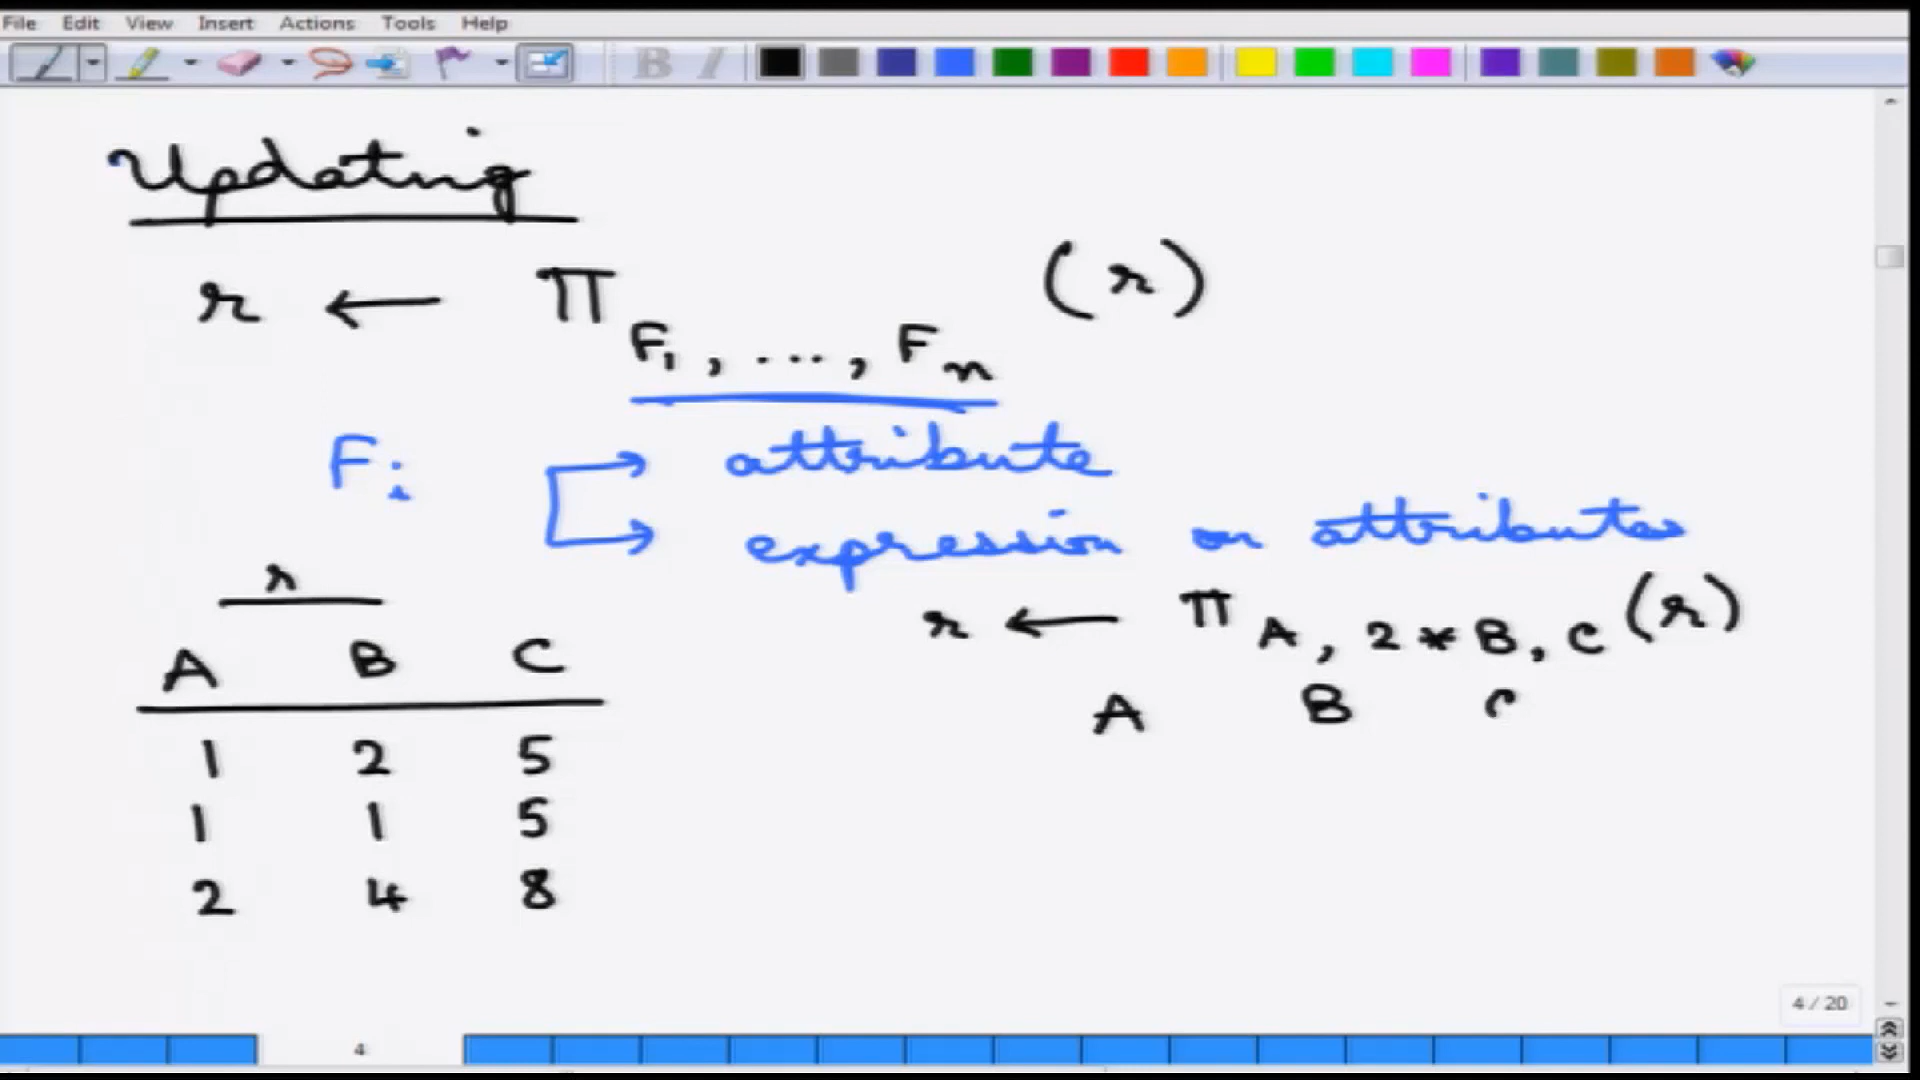 File Edit View Insert Actions Tools Help
B I
Updating
r ← Π F1, ..., Fn (r)
Fi → attribute
→ expression on attributes
r
A B C
1 2 5
1 1 5
2 4 8
r ← Π A, 2*B, C (r)
A B C
4 / 20
4